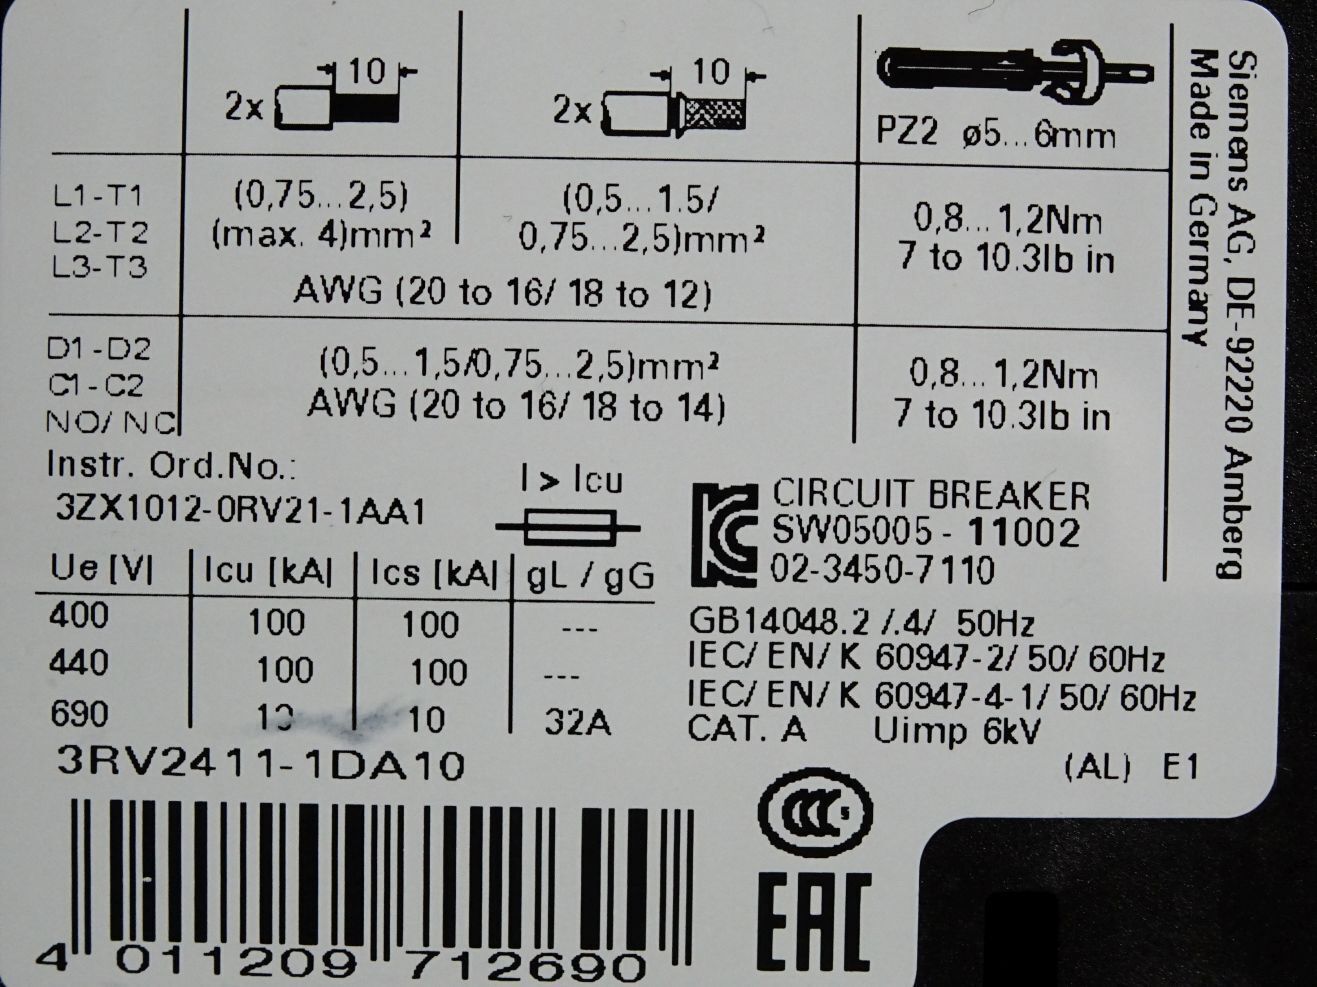 10
2x
10
2x
PZ2 ø5...6mm
L1-T1
L2-T2
L3-T3
(0,75...2,5)
(max. 4)mm²
(0,5...1.5/
0,75...2,5)mm²
AWG (20 to 16/ 18 to 12)
0,8...1,2Nm
7 to 10.3lb in
D1-D2
C1-C2
NO/NC
(0,5...1,5/0,75...2,5)mm²
AWG (20 to 16/ 18 to 14)
0,8...1,2Nm
7 to 10.3lb in
Siemens AG, DE-92220 Amberg
Made in Germany
Instr. Ord.No.:
3ZX1012-0RV21-1AA1
I > Icu
Ue [V] Icu [kA] Ics [kA] gL / gG
400 100 100 ---
440 100 100 ---
690 10 32A
3RV2411-1DA10
CIRCUIT BREAKER
SW05005-11002
02-3450-7110
GB14048.2 /.4/ 50Hz
IEC/ EN/ K 60947-2/ 50/ 60Hz
IEC/ EN/ K 60947-4-1/ 50/ 60Hz
CAT. A Uimp 6kV
(AL) E1
4 011209 712690
CCC
EAC